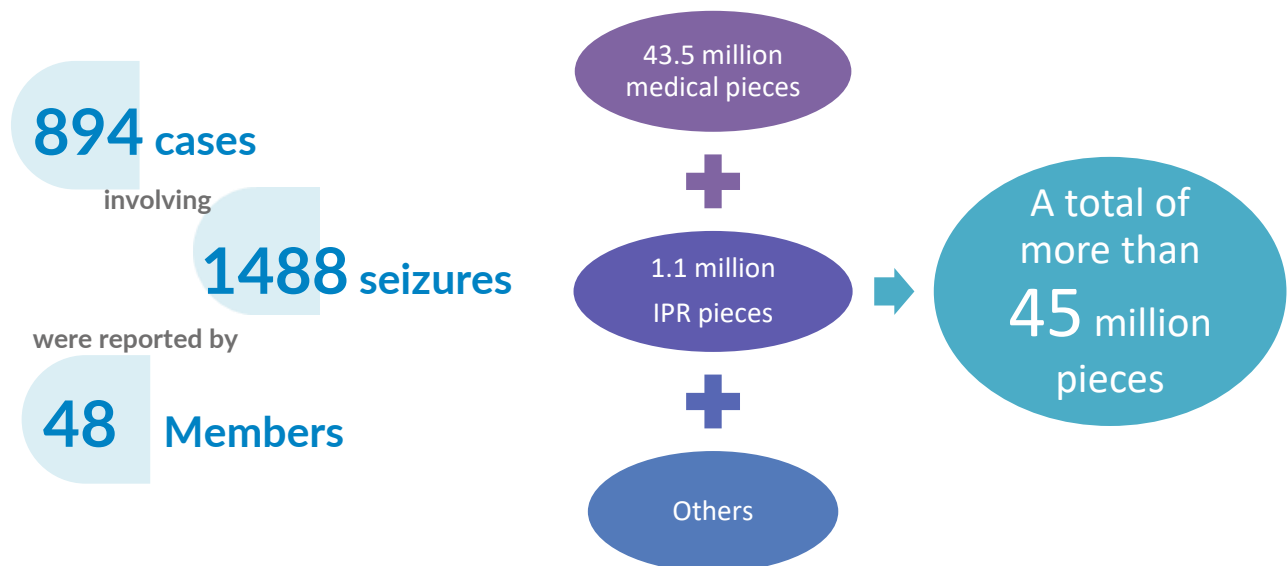 894 cases
involving
1488 seizures
were reported by
48 Members
43.5 million
medical pieces
1.1 million
IPR pieces
Others
A total of
more than
45 million
pieces